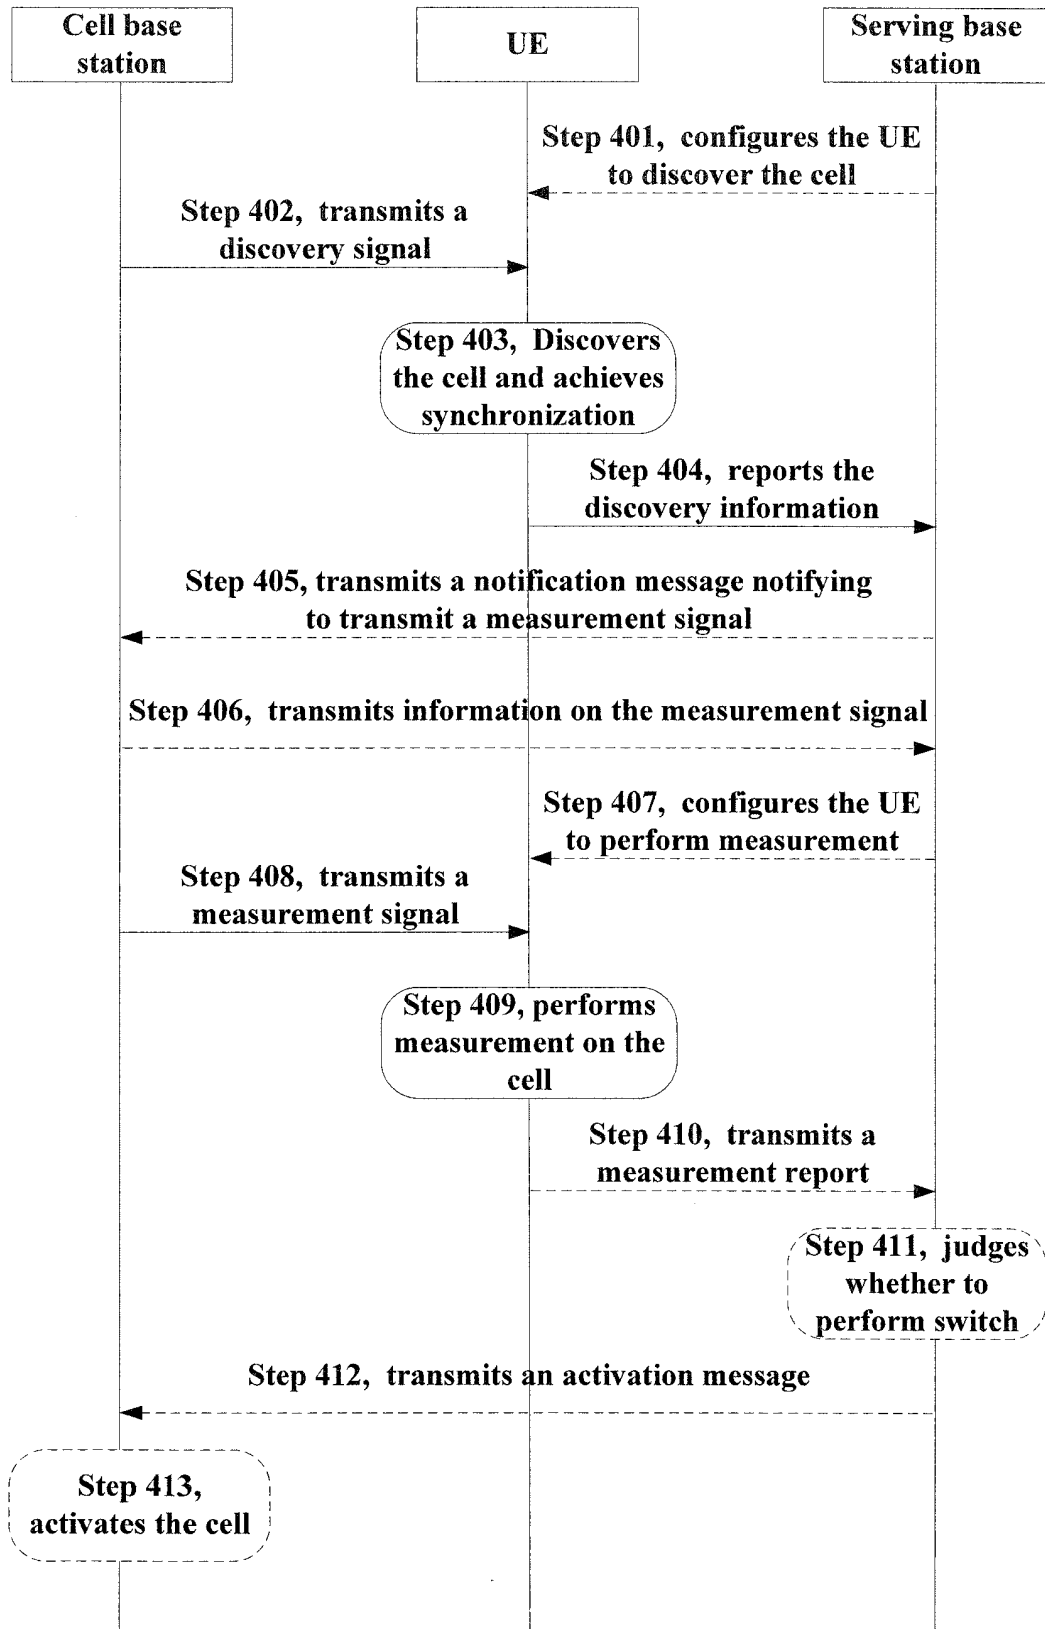 Cell base
station
UE
Serving base
station
Step 401, configures the UE
to discover the cell
Step 402, transmits a
discovery signal
Step 403, Discovers
the cell and achieves
synchronization
Step 404, reports the
discovery information
Step 405, transmits a notification message notifying
to transmit a measurement signal
Step 406, transmits information on the measurement signal
Step 407, configures the UE
to perform measurement
Step 408, transmits a
measurement signal
Step 409, performs
measurement on the
cell
Step 410, transmits a
measurement report
Step 411, judges
whether to
perform switch
Step 412, transmits an activation message
Step 413,
activates the cell